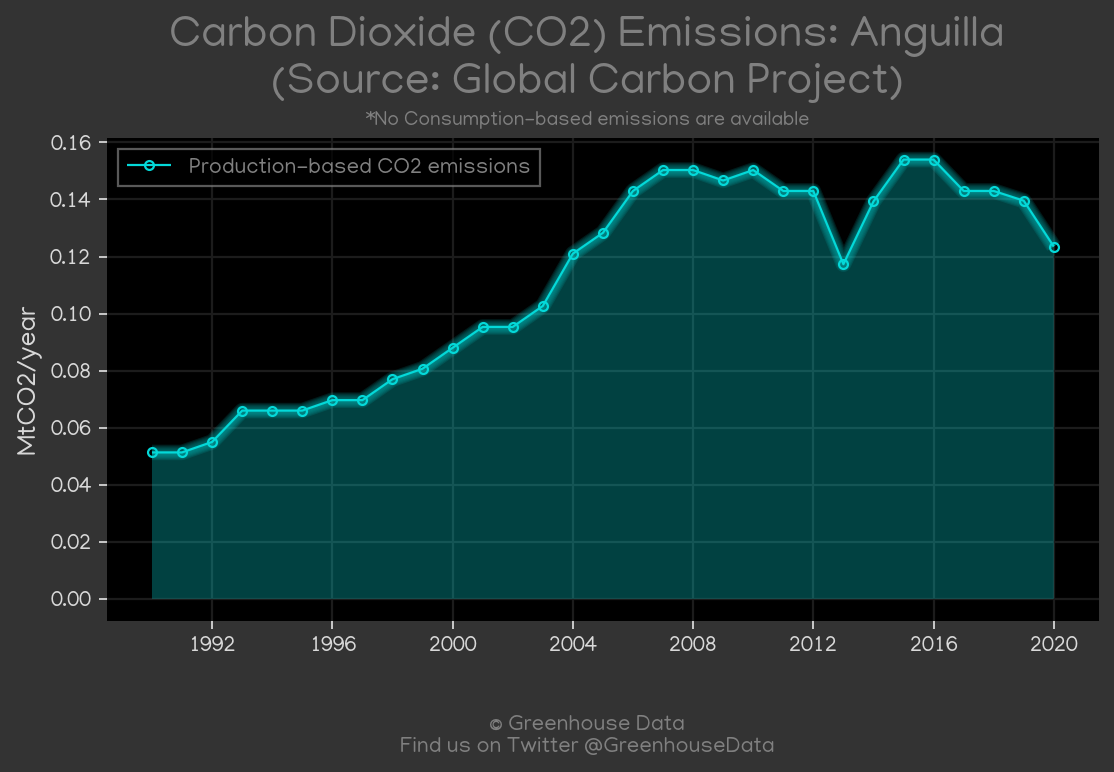 Carbon Dioxide (CO2) Emissions: Anguilla
(Source: Global Carbon Project)
*No Consumption-based emissions are available
Production-based CO2 emissions
MtCO2/year
0.16
0.14
0.12
0.10
0.08
0.06
0.04
0.02
0.00
1992 1996 2000 2004 2008 2012 2016 2020
© Greenhouse Data
Find us on Twitter @GreenhouseData